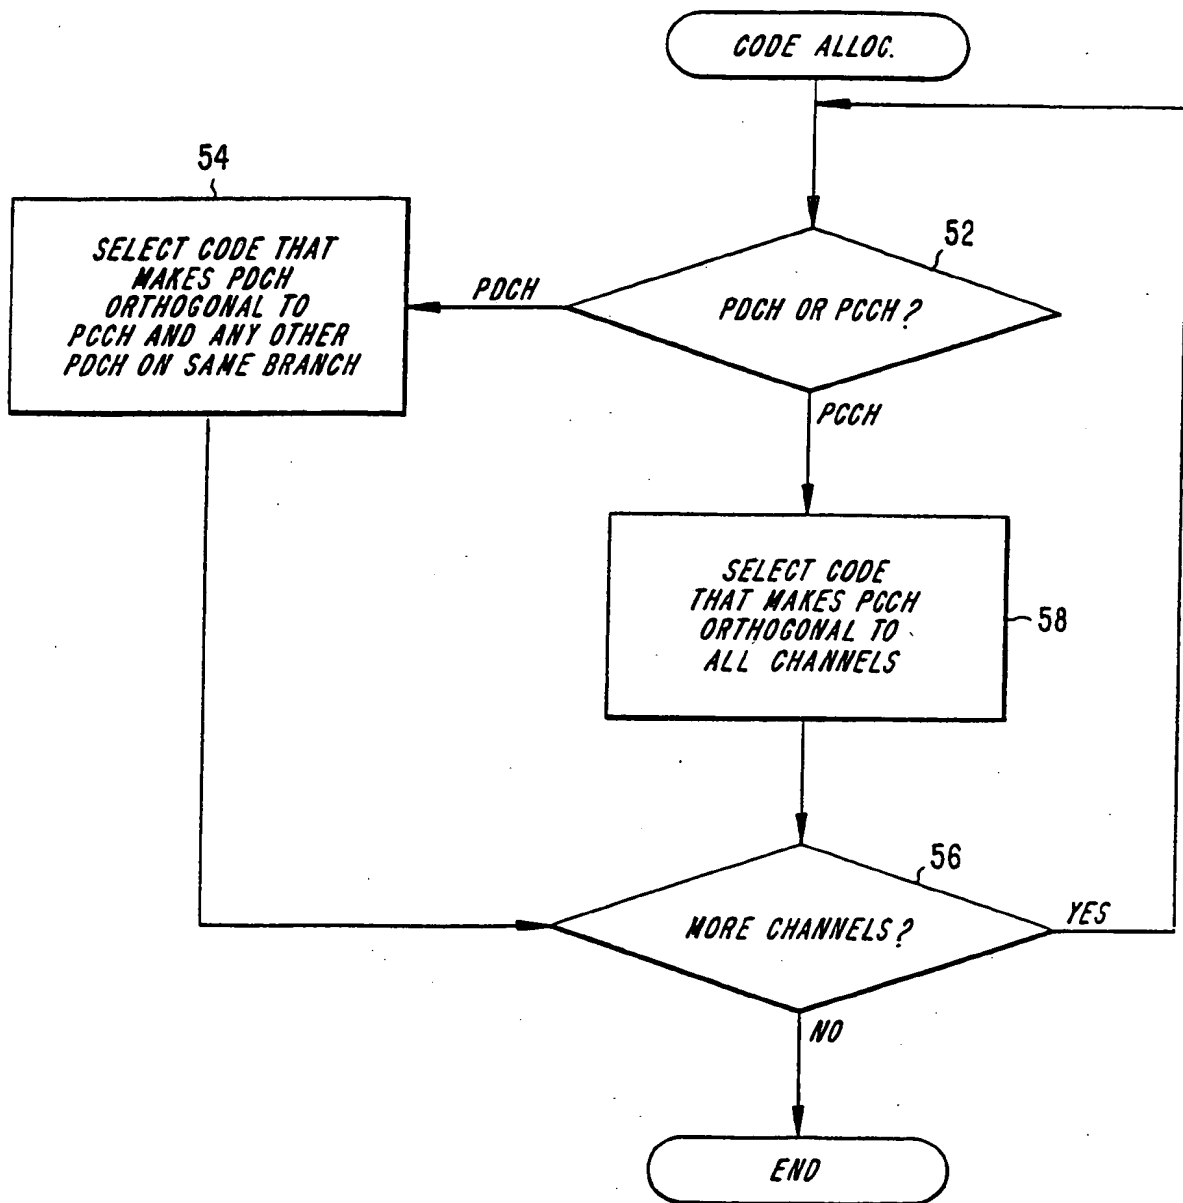 CODE ALLOC.
54
52
SELECT CODE THAT
MAKES PDCH
ORTHOGONAL TO
PCCH AND ANY OTHER
PDCH ON SAME BRANCH
PDCH
PDCH OR PCCH?
PCCH
SELECT CODE
THAT MAKES PCCH
ORTHOGONAL TO
ALL CHANNELS
58
56
MORE CHANNELS?
YES
NO
END